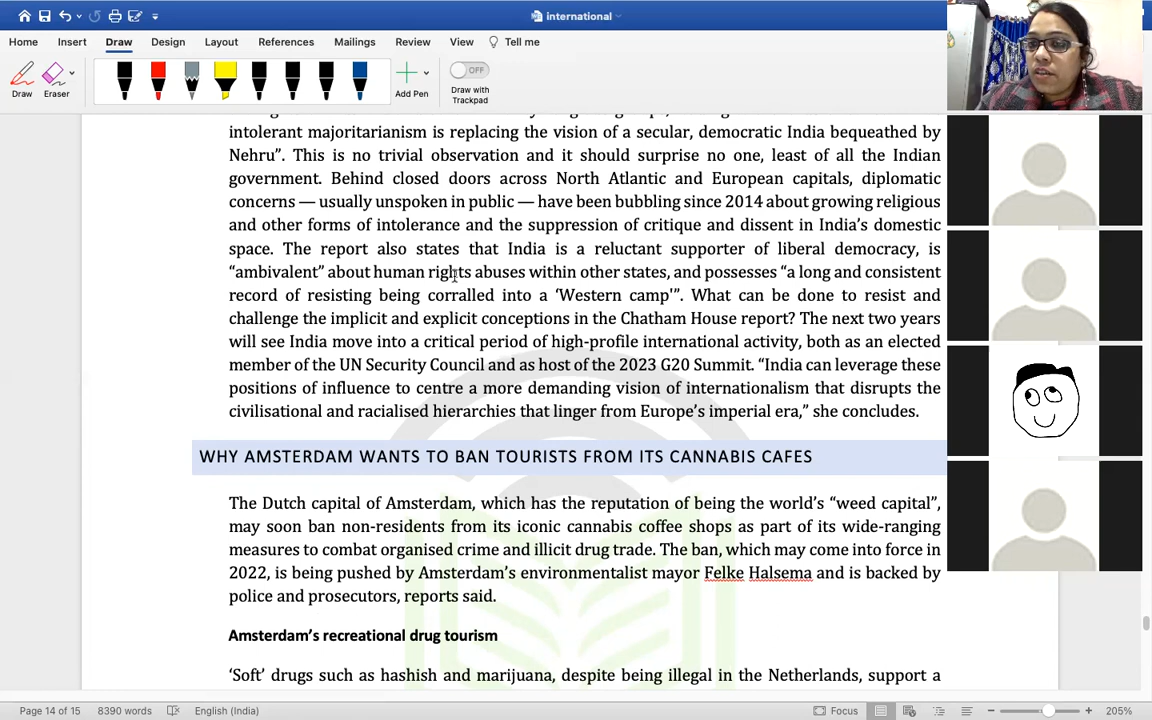 international
Home Insert Draw Design Layout References Mailings Review View Tell me
OFF
Draw Eraser Add Pen Draw with
Trackpad
intolerant majoritarianism is replacing the vision of a secular, democratic India bequeathed by
Nehru”. This is no trivial observation and it should surprise no one, least of all the Indian
government. Behind closed doors across North Atlantic and European capitals, diplomatic
concerns — usually unspoken in public — have been bubbling since 2014 about growing religious
and other forms of intolerance and the suppression of critique and dissent in India’s domestic
space. The report also states that India is a reluctant supporter of liberal democracy, is
“ambivalent” about human rights abuses within other states, and possesses “a long and consistent
record of resisting being corralled into a ‘Western camp'”. What can be done to resist and
challenge the implicit and explicit conceptions in the Chatham House report? The next two years
will see India move into a critical period of high-profile international activity, both as an elected
member of the UN Security Council and as host of the 2023 G20 Summit. “India can leverage these
positions of influence to centre a more demanding vision of internationalism that disrupts the
civilisational and racialised hierarchies that linger from Europe’s imperial era,” she concludes.
WHY AMSTERDAM WANTS TO BAN TOURISTS FROM ITS CANNABIS CAFES
The Dutch capital of Amsterdam, which has the reputation of being the world’s “weed capital”,
may soon ban non-residents from its iconic cannabis coffee shops as part of its wide-ranging
measures to combat organised crime and illicit drug trade. The ban, which may come into force in
2022, is being pushed by Amsterdam’s environmentalist mayor Felke Halsema and is backed by
police and prosecutors, reports said.
Amsterdam’s recreational drug tourism
‘Soft’ drugs such as hashish and marijuana, despite being illegal in the Netherlands, support a
Page 14 of 15 8390 words English (India) Focus 205%